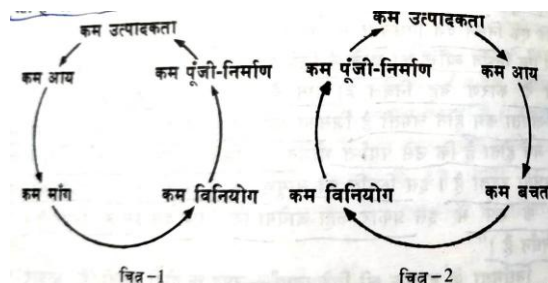 कम उत्पादकता
कम आय
कम पूंजी-निर्माण
कम मांग
कम विनियोग
चित्र-1
कम उत्पादकता
कम पूंजी-निर्माण
कम आय
कम विनियोग
कम बचत
चित्र-2